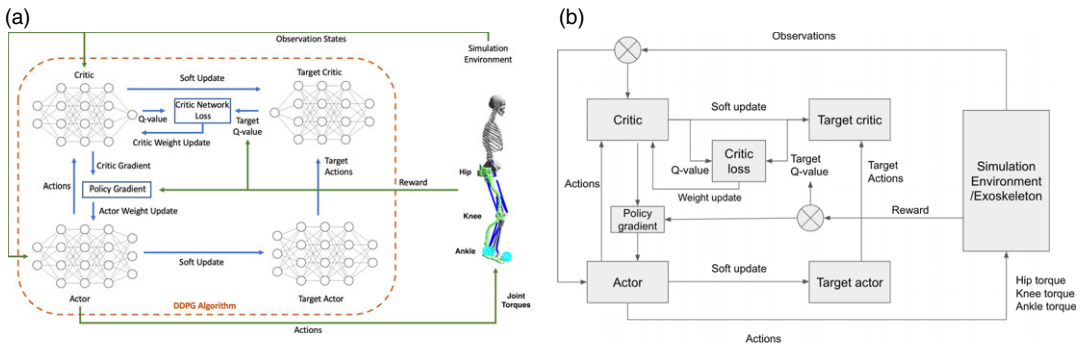 (a)
Observation States
Simulation
Environment
Critic
Soft Update
Target Critic
Critic Network
Loss
Q-value
Target
Q-value
Critic Weight Update
Critic Gradient
Actions
Policy Gradient
Target
Actions
Reward
Actor Weight Update
Hip
Knee
Ankle
Soft Update
Actor
DDPG Algorithm
Target Actor
Joint
Torques
Actions
(b)
Observations
Critic
Soft update
Target critic
Critic
loss
Q-value
Target
Q-value
Weight update
Actions
Target
Actions
Simulation
Environment
/Exoskeleton
Policy
gradient
Reward
Actor
Soft update
Target actor
Hip torque
Knee torque
Ankle torque
Actions